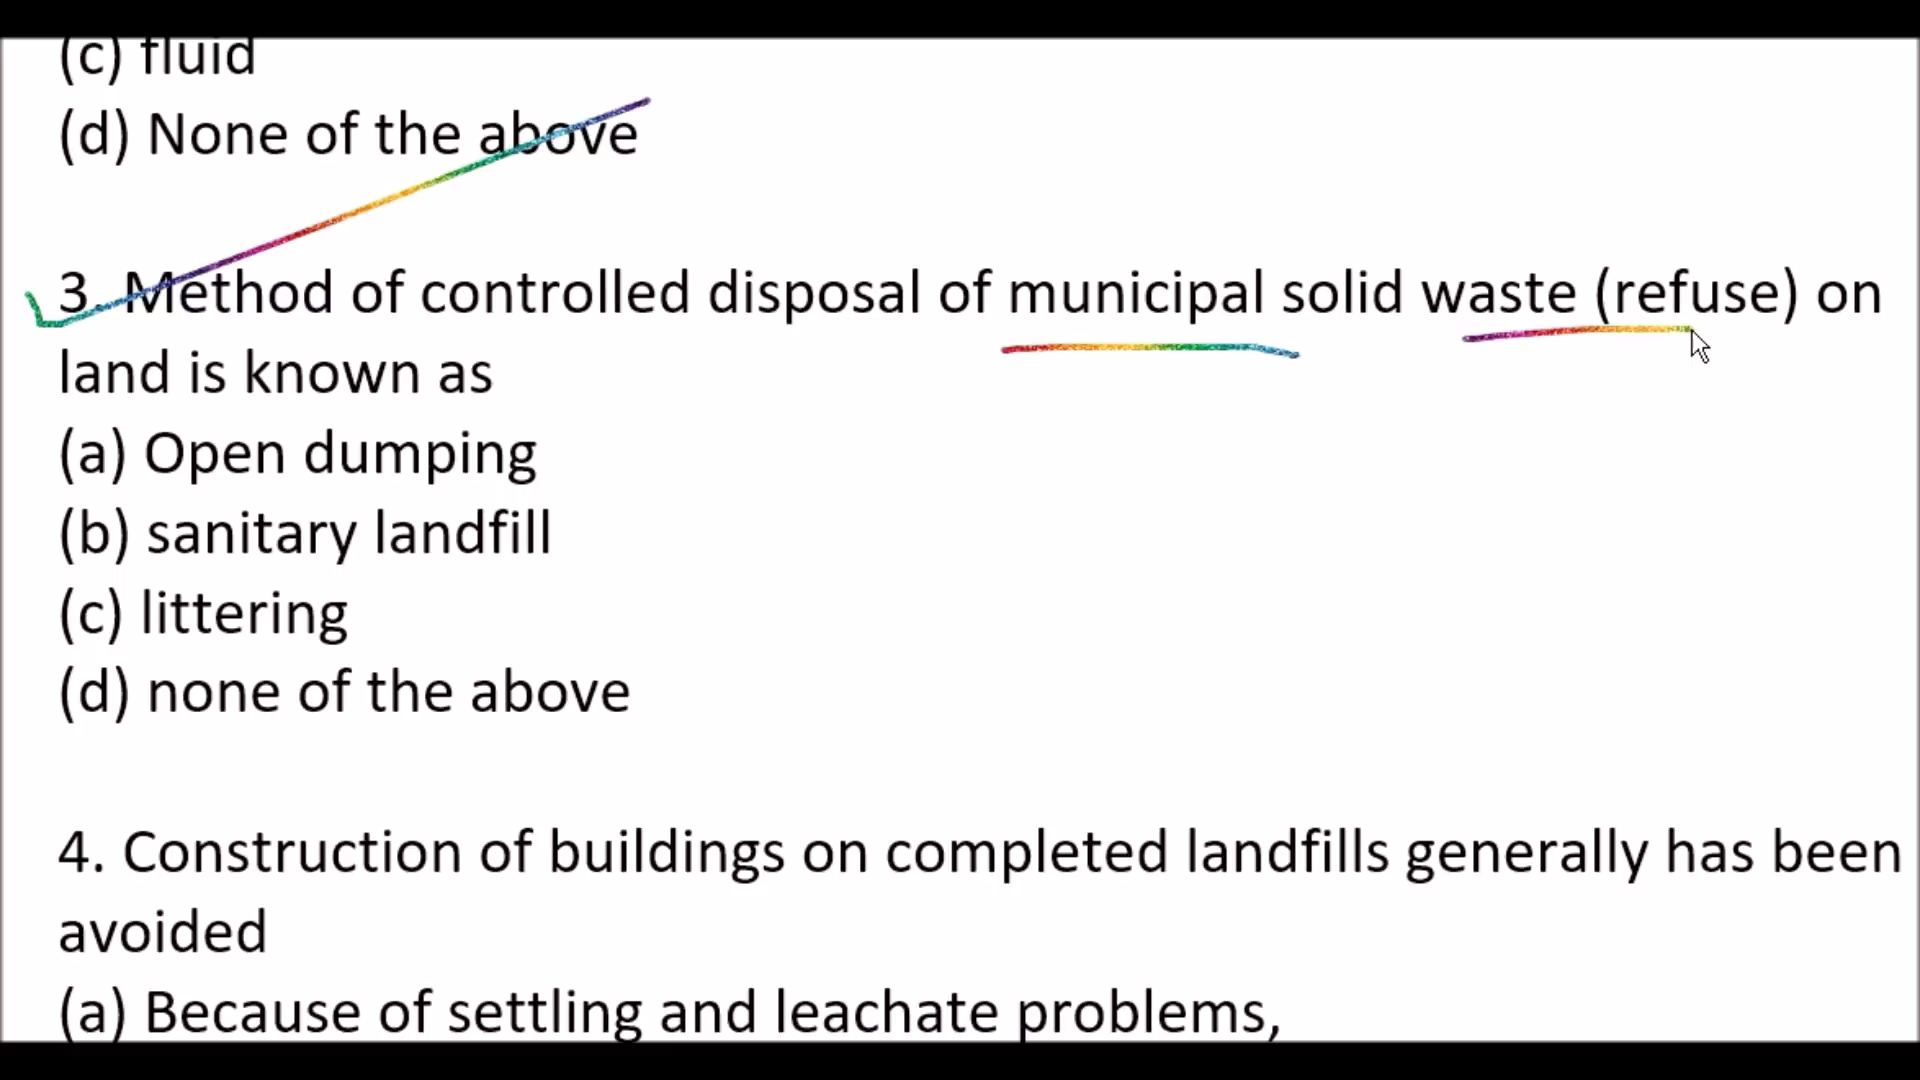 (c) fluid
(d) None of the above
3. Method of controlled disposal of municipal solid waste (refuse) on
land is known as
(a) Open dumping
(b) sanitary landfill
(c) littering
(d) none of the above
4. Construction of buildings on completed landfills generally has been
avoided
(a) Because of settling and leachate problems,